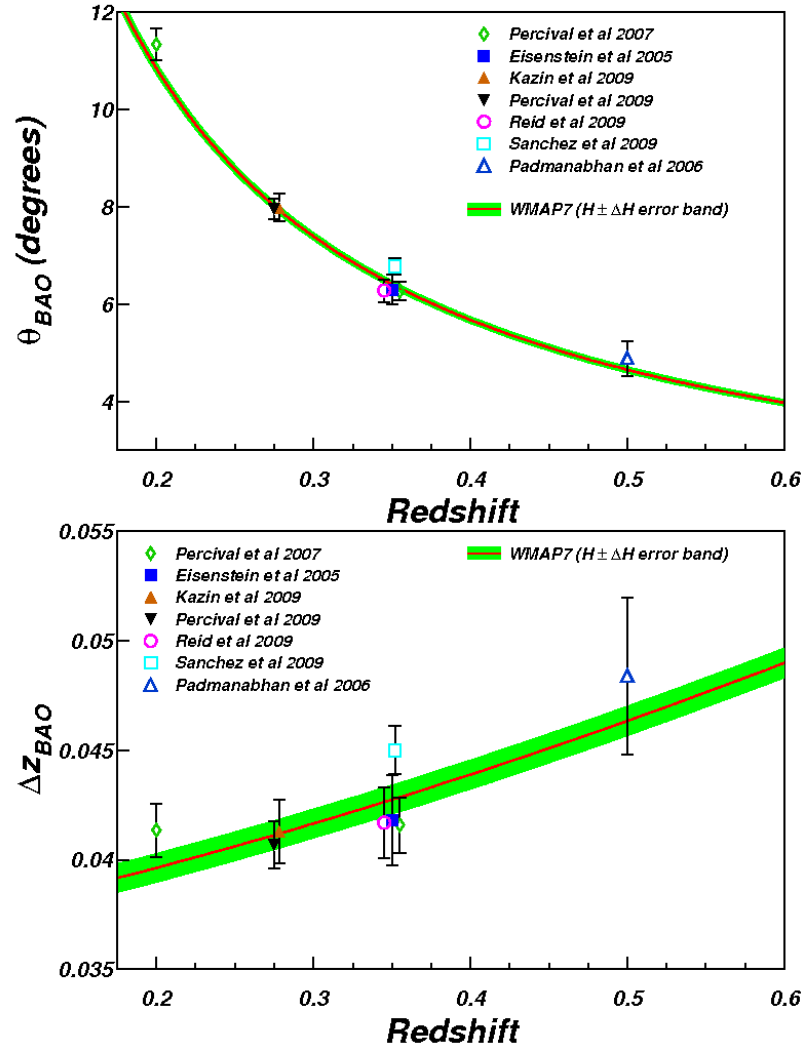 12
10
8
6
4
θBAO (degrees)
Percival et al 2007
Eisenstein et al 2005
Kazin et al 2009
Percival et al 2009
Reid et al 2009
Sanchez et al 2009
Padmanabhan et al 2006
WMAP7 (H ± ΔH error band)
0.2 0.3 0.4 0.5 0.6
Redshift
0.055
0.05
0.045
0.04
0.035
ΔzBAO
Percival et al 2007
Eisenstein et al 2005
Kazin et al 2009
Percival et al 2009
Reid et al 2009
Sanchez et al 2009
Padmanabhan et al 2006
WMAP7 (H ± ΔH error band)
0.2 0.3 0.4 0.5 0.6
Redshift